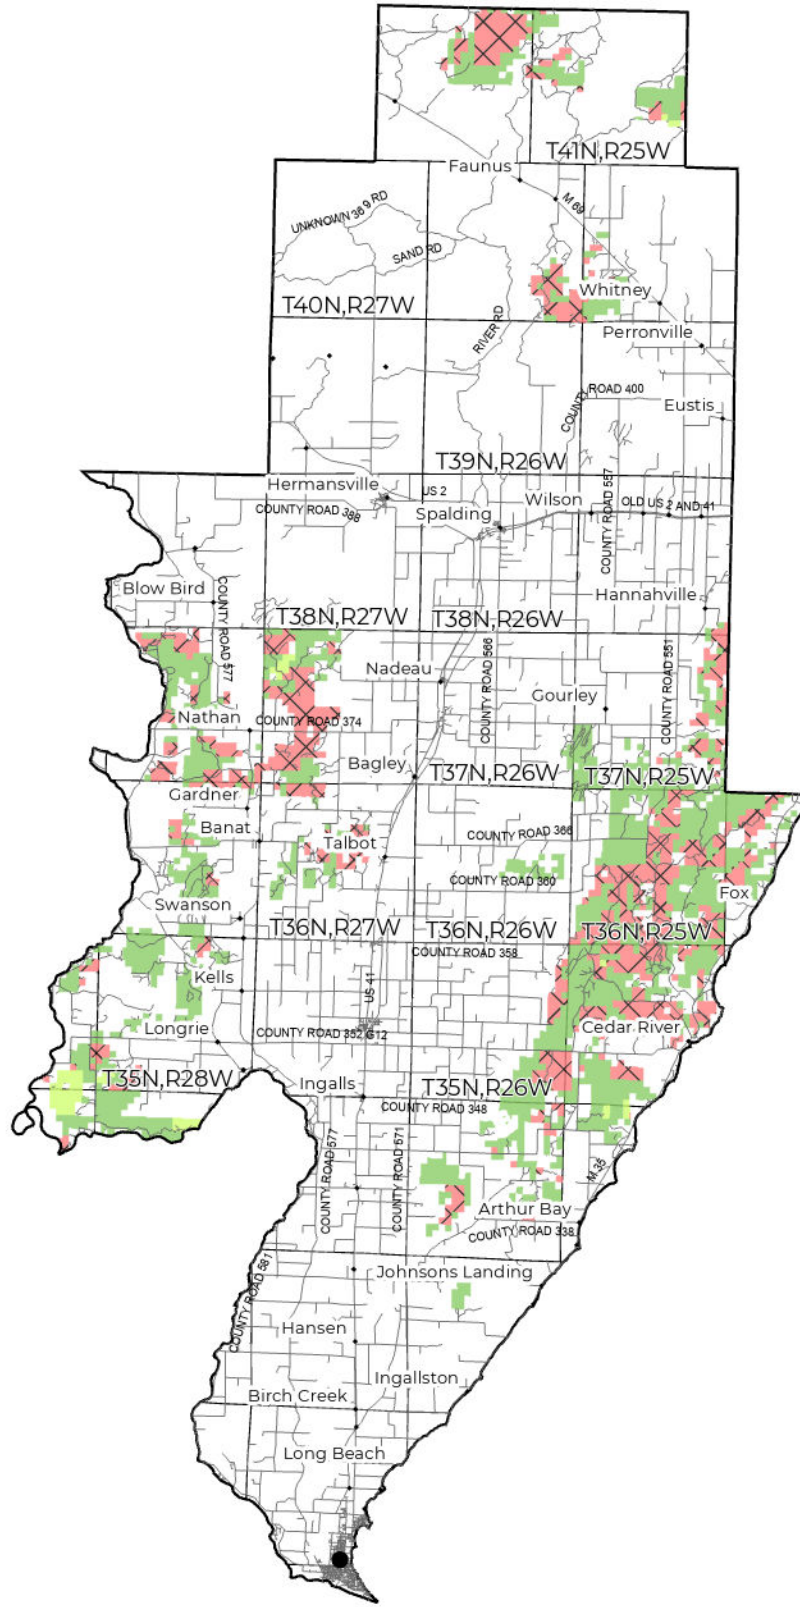 T41N,R25W
Faunus
M 69
UNKNOWN 36 9 RD
SAND RD
Whitney
T40N,R27W
RIVER RD
Perronville
COUNTY ROAD 400
Eustis
T39N,R26W
Hermansville
US 2
Wilson
COUNTY ROAD 557
OLD US 2 AND 41
COUNTY ROAD 388
Spalding
Blow Bird
COUNTY ROAD 577
Hannahville
T38N,R27W
T38N,R26W
COUNTY ROAD 566
COUNTY ROAD 551
Nadeau
Gourley
Nathan
COUNTY ROAD 374
Bagley
T37N,R26W
T37N,R25W
Gardner
Banat
COUNTY ROAD 366
Talbot
COUNTY ROAD 360
Fox
Swanson
T36N,R27W
T36N,R26W
T36N,R25W
COUNTY ROAD 358
Kells
US 41
Longrie
COUNTY ROAD 352 G12
Cedar River
T35N,R28W
Ingalls
T35N,R26W
COUNTY ROAD 348
COUNTY ROAD 577
COUNTY ROAD 571
M 35
Arthur Bay
COUNTY ROAD 338
COUNTY ROAD 581
Johnsons Landing
Hansen
Ingallston
Birch Creek
Long Beach